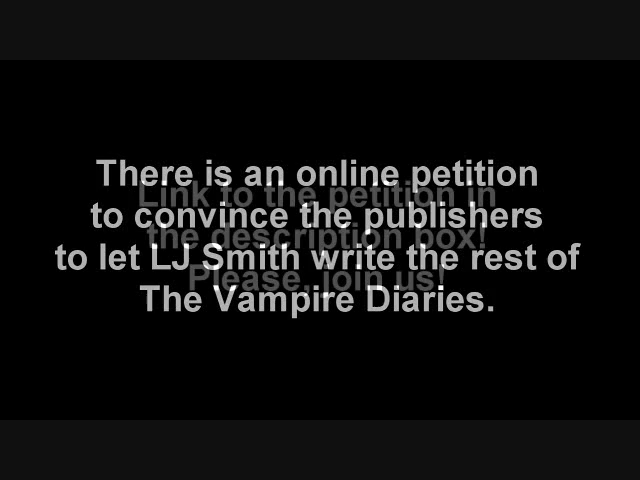 There is an online petition
to convince the publishers
to let LJ Smith write the rest of
The Vampire Diaries.
Link to the petition in
the description box!
Please, join us!